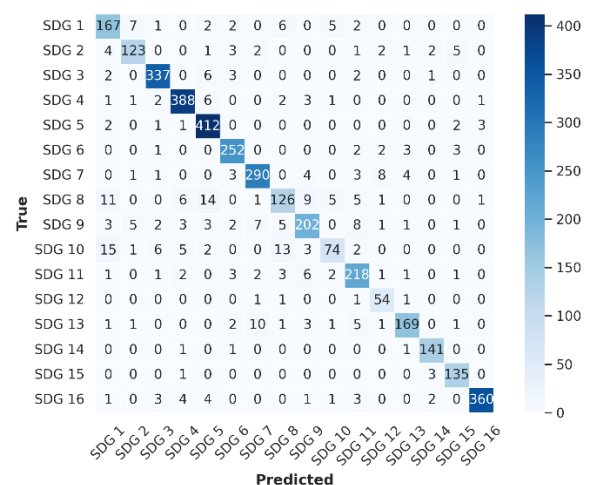 SDG 1 167 7 1 0 2 2 0 6 0 5 2 0 0 0 0 0
SDG 2 4 123 0 0 1 3 2 0 0 0 1 2 1 2 5 0
SDG 3 2 0 337 0 6 3 0 0 0 0 2 0 0 1 0 0
SDG 4 1 1 2 388 6 0 0 2 3 1 0 0 0 0 0 1
SDG 5 2 0 1 1 412 0 0 0 0 0 0 0 0 0 2 3
SDG 6 0 0 1 0 0 252 0 0 0 0 2 2 3 0 3 0
SDG 7 0 1 1 0 0 3 290 0 4 0 3 8 4 0 1 0
SDG 8 11 0 0 6 14 0 1 126 9 5 5 1 0 0 0 1
SDG 9 3 5 2 3 3 2 7 5 202 0 8 1 1 0 1 0
SDG 10 15 1 6 5 2 0 0 13 3 74 2 0 0 0 0 0
SDG 11 1 0 1 2 0 3 2 3 6 2 218 1 1 0 1 0
SDG 12 0 0 0 0 0 0 1 1 0 0 1 54 1 0 0 0
SDG 13 1 1 0 0 0 2 10 1 3 1 5 1 169 0 1 0
SDG 14 0 0 0 1 0 1 0 0 0 0 0 0 1 141 0 0
SDG 15 0 0 0 1 0 0 0 0 0 0 0 0 0 3 135 0
SDG 16 1 0 3 4 4 0 0 0 1 1 3 0 0 2 0 360
SDG 1 SDG 2 SDG 3 SDG 4 SDG 5 SDG 6 SDG 7 SDG 8 SDG 9 SDG 10 SDG 11 SDG 12 SDG 13 SDG 14 SDG 15 SDG 16
Predicted
True
400
350
300
250
200
150
100
50
0